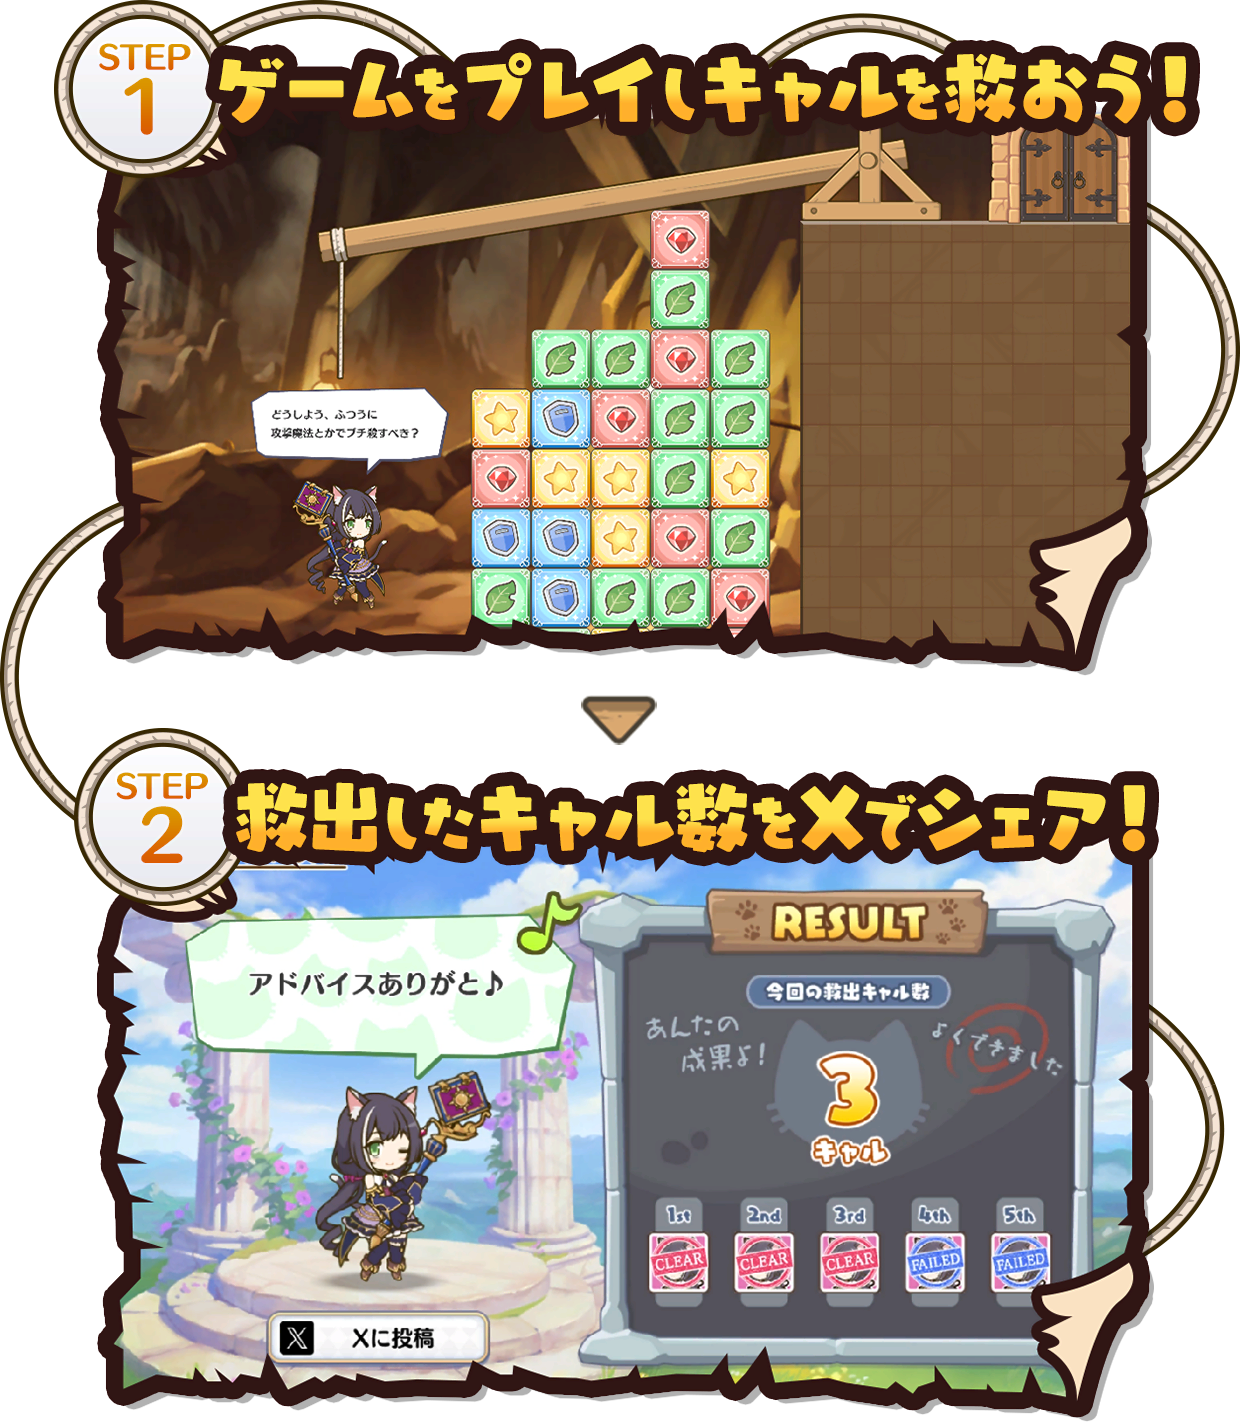 STEP
1
ゲームをプレイしキャルを救おう!
どうしよう、ふつうに
攻撃魔法とかでブチ殺すべき?
STEP
2
救出したキャル数をXでシェア!
アドバイスありがと♪
RESULT
今回の救出キャル数
あんたの
成果よ!
よくできました
3
キャル
1st
2nd
3rd
4th
5th
CLEAR
CLEAR
CLEAR
FAILED
FAILED
Xに投稿